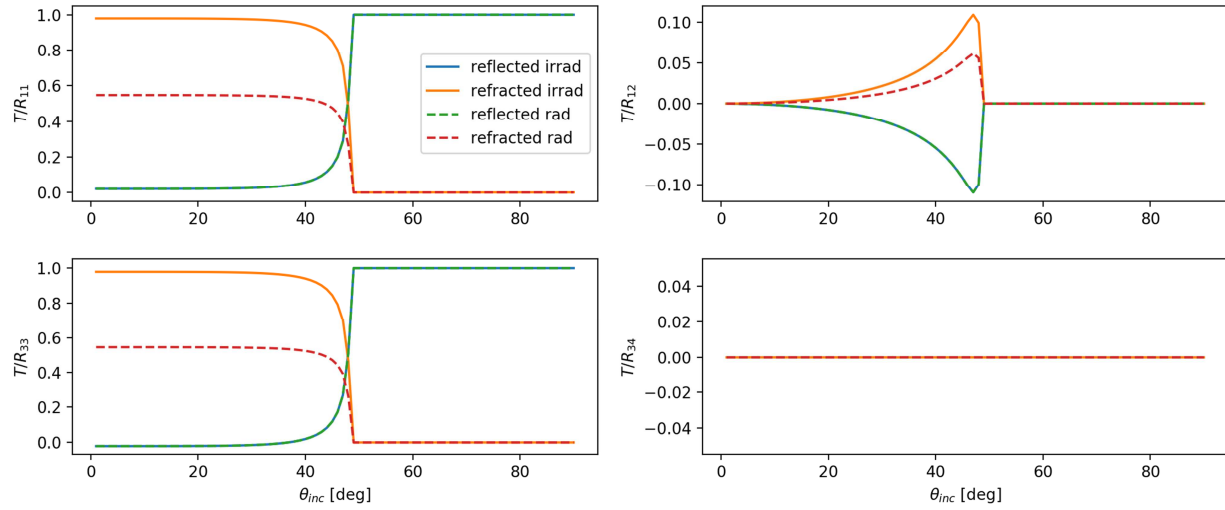 1.0
0.8
0.6
0.4
0.2
0.0
T/R11
0 20 40 60 80
reflected irrad
refracted irrad
reflected rad
refracted rad
0.10
0.05
0.00
−0.05
−0.10
T/R12
0 20 40 60 80
1.0
0.8
0.6
0.4
0.2
0.0
T/R33
0 20 40 60 80
θinc [deg]
0.04
0.02
0.00
−0.02
−0.04
T/R34
0 20 40 60 80
θinc [deg]